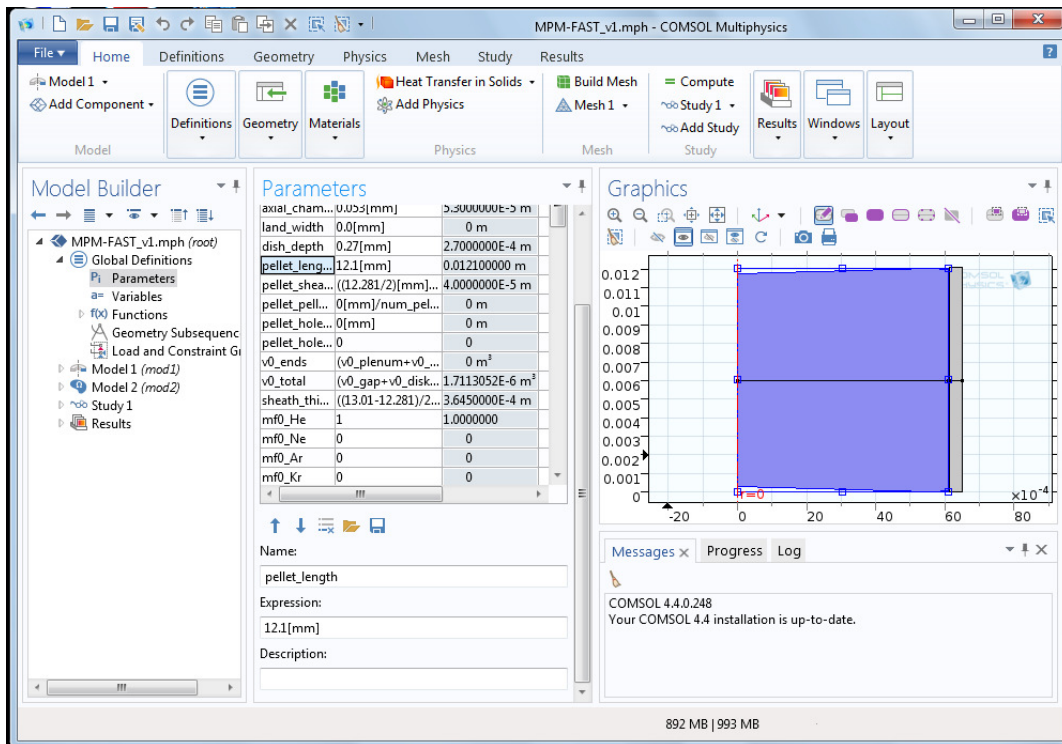 MPM-FAST_v1.mph - COMSOL Multiphysics
File Home Definitions Geometry Physics Mesh Study Results
Model 1
Add Component
Model
Definitions
Geometry
Materials
Heat Transfer in Solids
Add Physics
Physics
Build Mesh
Mesh 1
Mesh
= Compute
Study 1
Add Study
Study
Results
Windows
Layout
Model Builder
MPM-FAST_v1.mph (root)
Global Definitions
Pi Parameters
a= Variables
f(x) Functions
Geometry Subsequenc
Load and Constraint Gr
Model 1 (mod1)
Model 2 (mod2)
Study 1
Results
Parameters
axial_cham... 0.053[mm] 5.3000000E-5 m
land_width 0.0[mm] 0 m
dish_depth 0.27[mm] 2.7000000E-4 m
pellet_leng... 12.1[mm] 0.012100000 m
pellet_shea... ((12.281/2)[mm]... 4.0000000E-5 m
pellet_pell... 0[mm]/num_pel... 0 m
pellet_hole... 0[mm] 0 m
pellet_hole... 0 0
v0_ends (v0_plenum+v0_... 0 m³
v0_total (v0_gap+v0_disk... 1.7113052E-6 m³
sheath_thi... ((13.01-12.281)/2... 3.6450000E-4 m
mf0_He 1 1.0000000
mf0_Ne 0 0
mf0_Ar 0 0
mf0_Kr 0 0
Name:
pellet_length
Expression:
12.1[mm]
Description:
Graphics
0.012
0.011
0.01
0.009
0.008
0.007
0.006
0.005
0.004
0.003
0.002
0.001
0
r=0
×10⁻⁴
-20 0 20 40 60 80
COMSOL
Messages Progress Log
COMSOL 4.4.0.248
Your COMSOL 4.4 installation is up-to-date.
892 MB | 993 MB